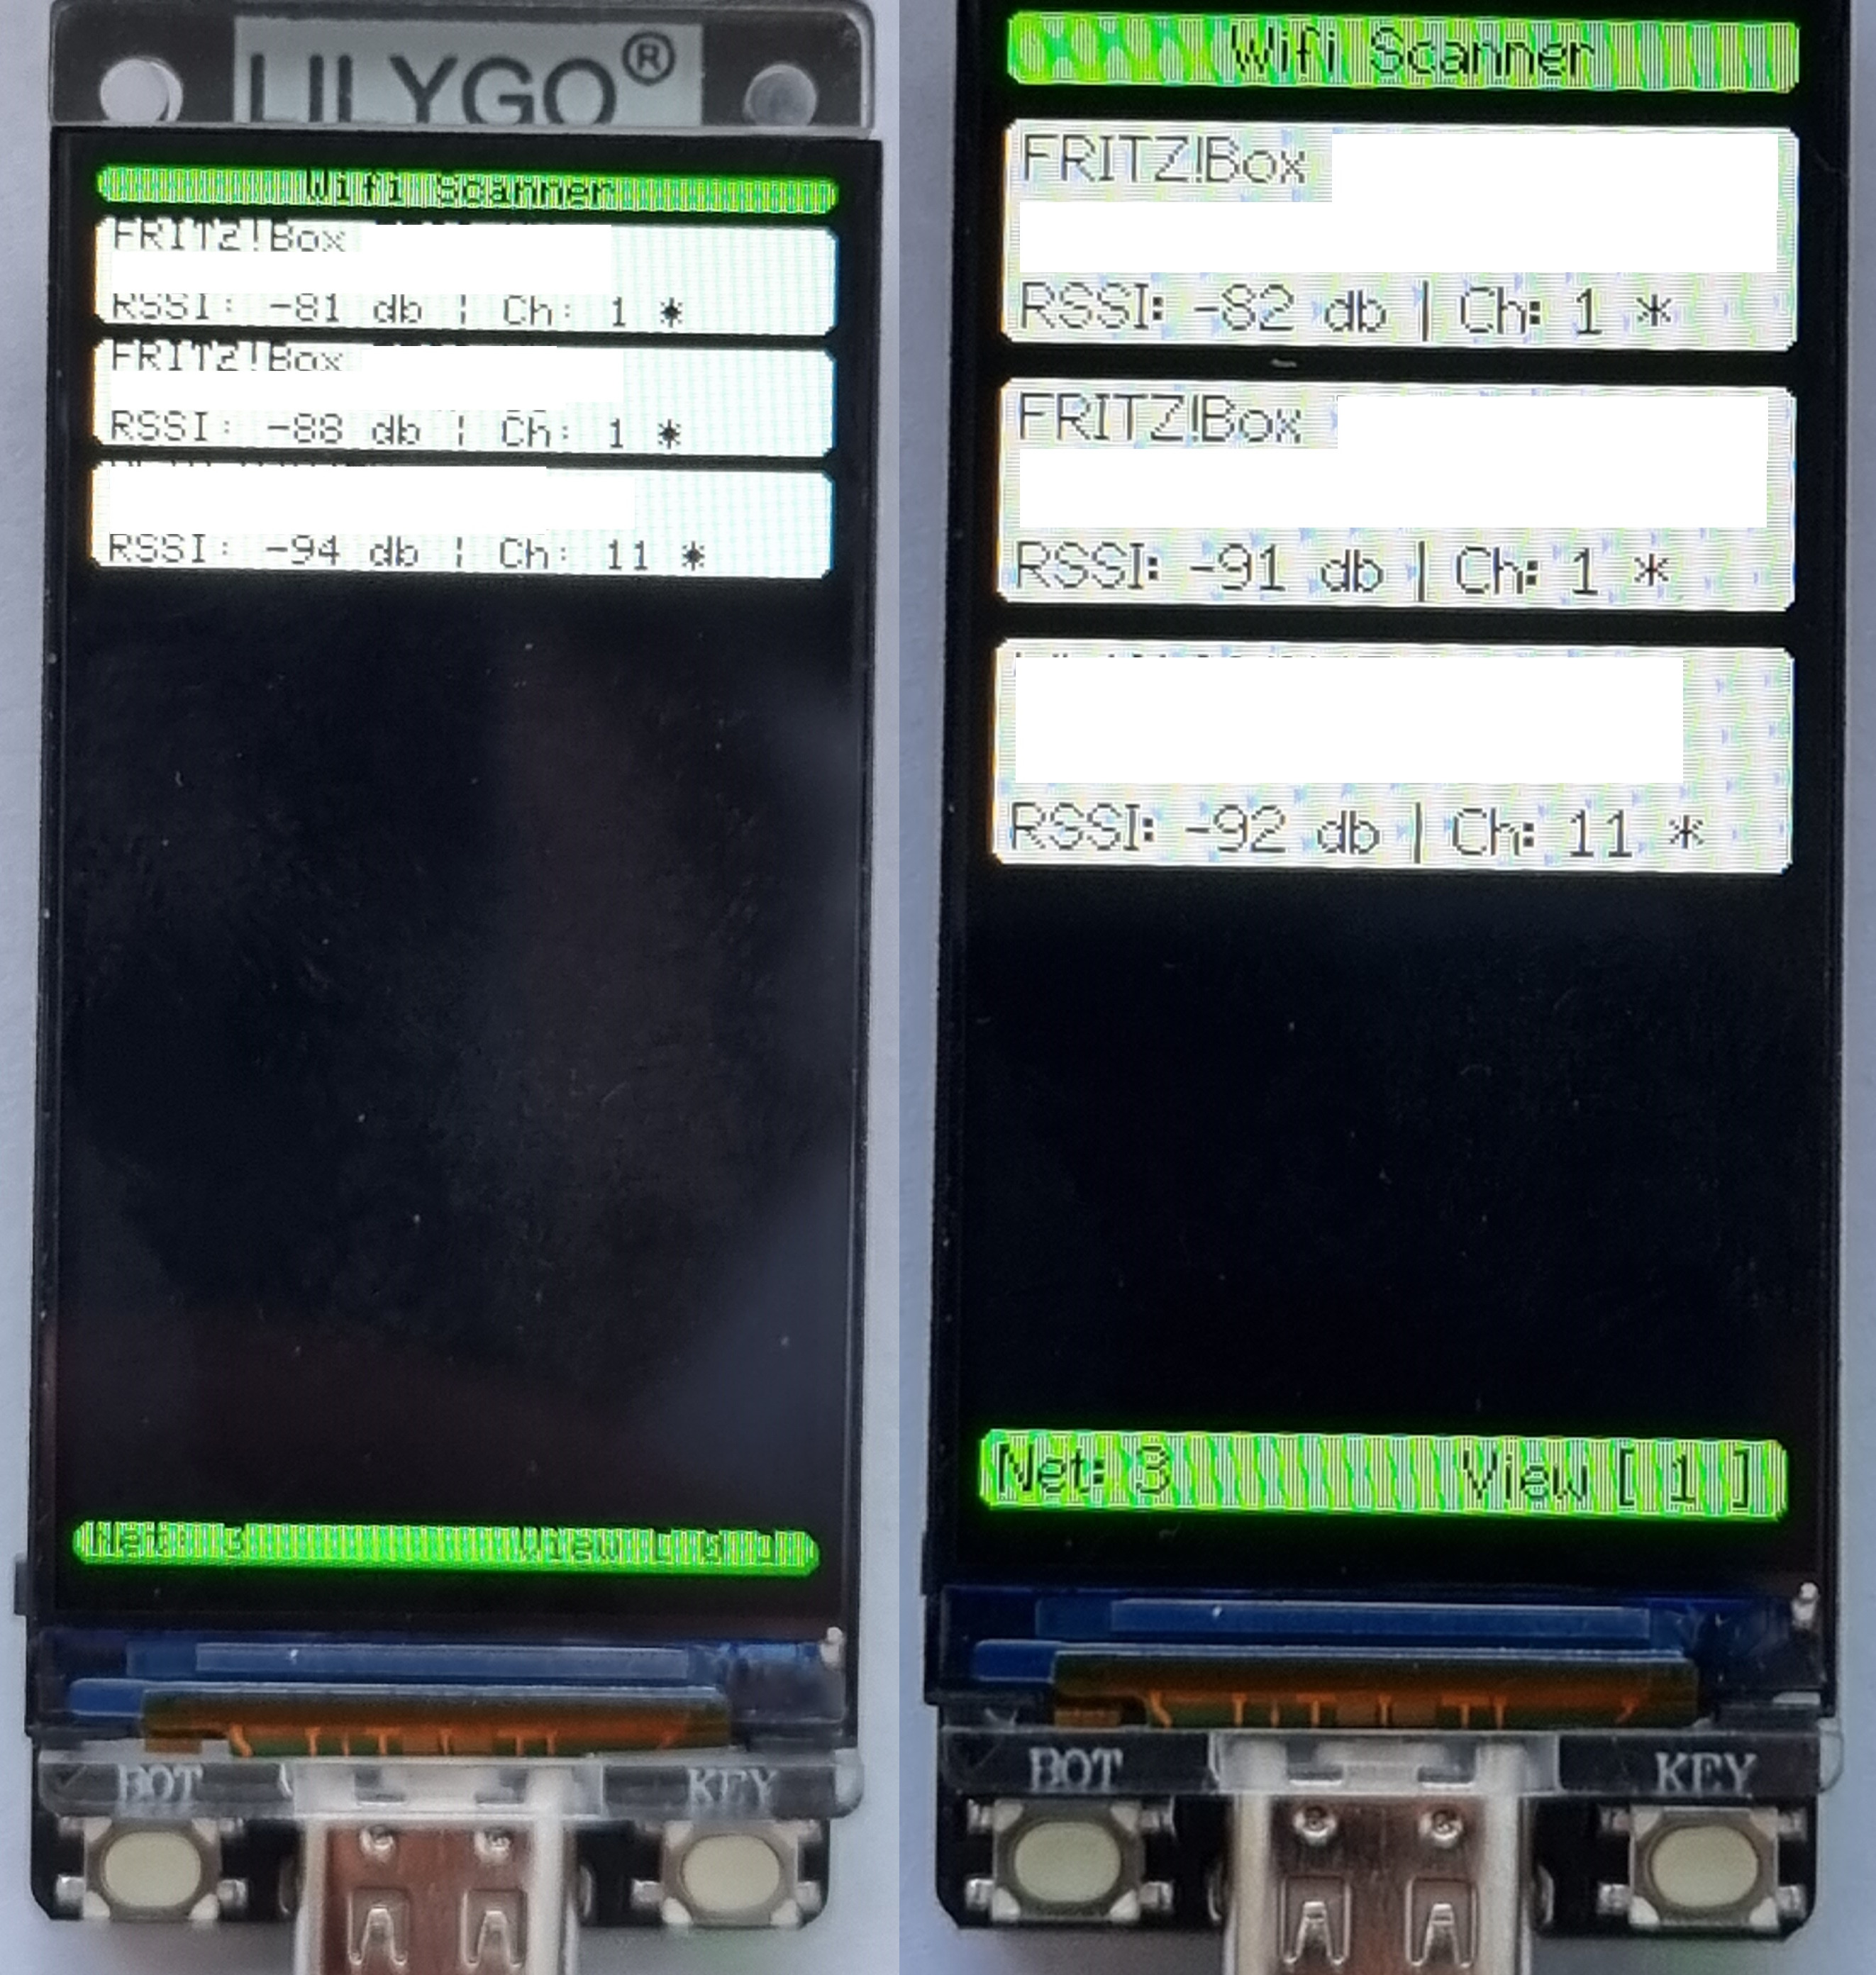 LILYGO®
Wifi Scanner
FRITZ!Box
RSSI: -81 db | Ch: 1 *
FRITZ!Box
RSSI: -88 db | Ch: 1 *
RSSI: -94 db | Ch: 11 *
Net:
View
BOT
KEY
Wifi Scanner
FRITZ!Box
RSSI: -82 db | Ch: 1 *
FRITZ!Box
RSSI: -91 db | Ch: 1 *
RSSI: -92 db | Ch: 11 *
Net: 3
View [ 1 ]
BOT
KEY